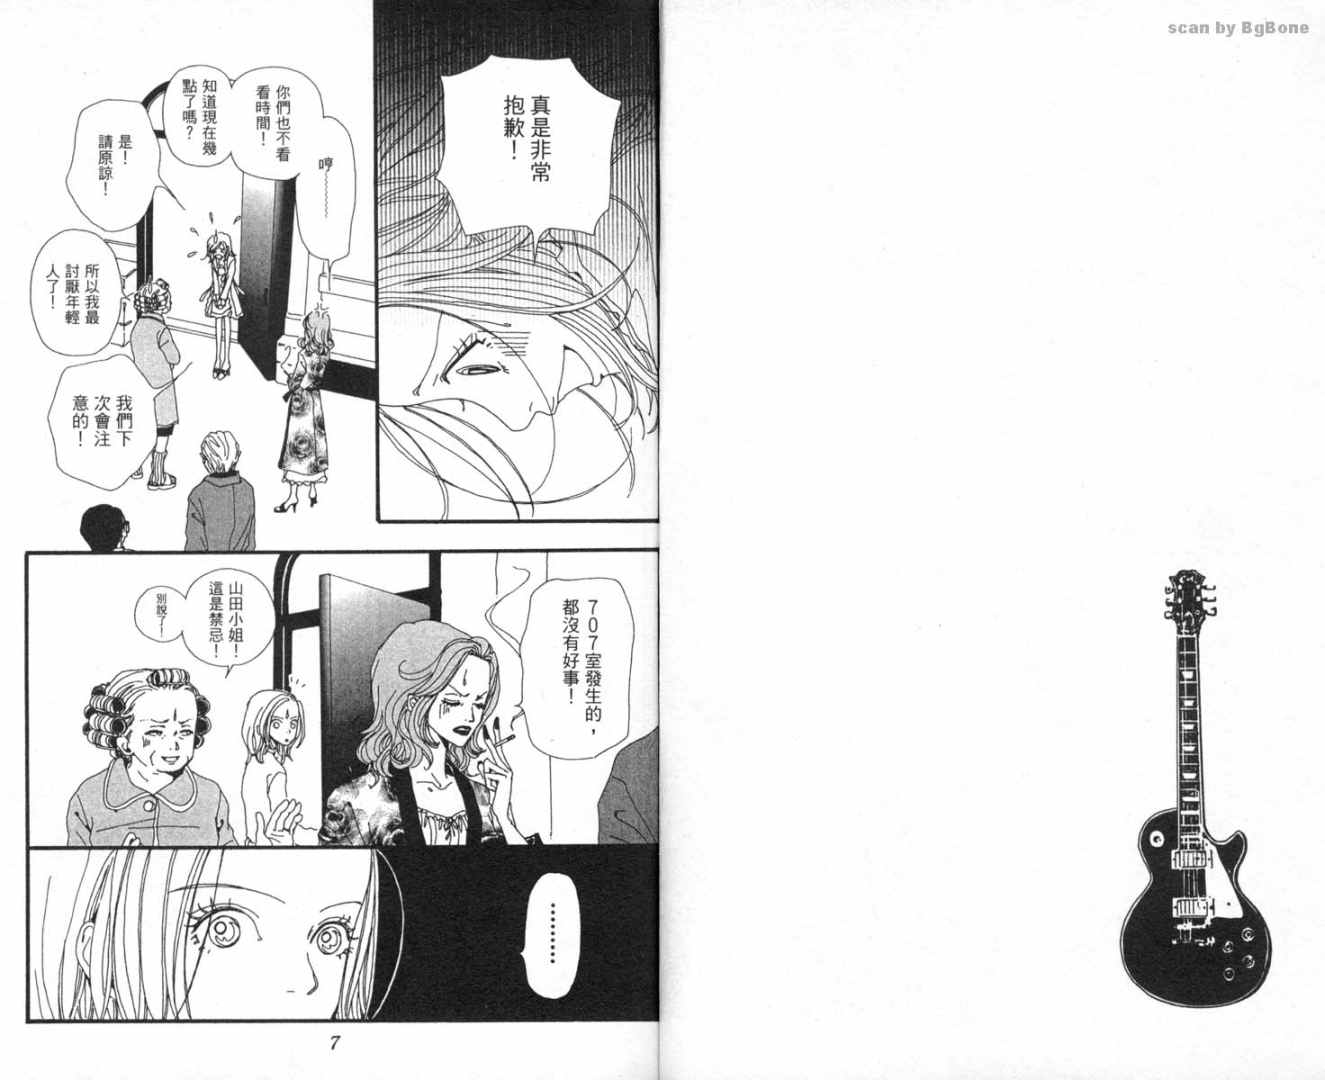 scan by BgBone
真是非常
抱歉！
哼………
你們也不看
看時間！
知道現在幾
點了嗎？
是！
請原諒！
所以我最
討厭年輕
人了！
我們下
次會注
意的！
707室發生的，
都沒有好事！
山田小姐！
這是禁忌！
別說了！
………
7